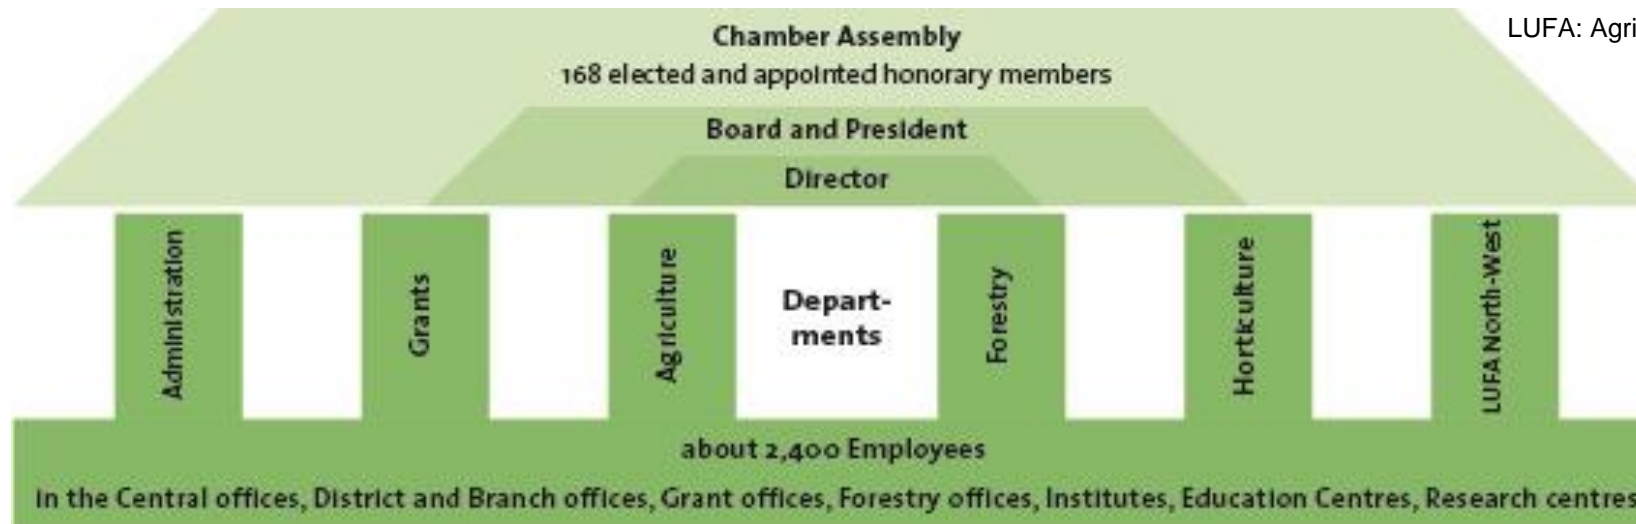 Chamber Assembly
LUFA: Agri
168 elected and appointed honorary members
Board and President
Director
Administration
Grants
Agriculture
Depart-
ments
Forestry
Horticulture
LUFA North-West
about 2,400 Employees
in the Central offices, District and Branch offices, Grant offices, Forestry offices, Institutes, Education Centres, Research centres